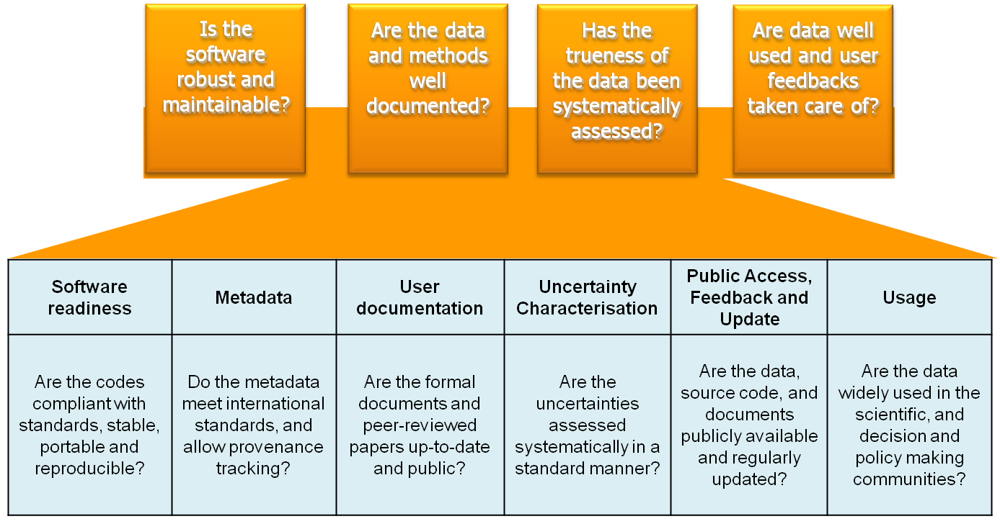 Is the
software
robust and
maintainable?
Are the data
and methods
well
documented?
Has the
trueness of
the data been
systematically
assessed?
Are data well
used and user
feedbacks
taken care of?
Software
readiness
Metadata
User
documentation
Uncertainty
Characterisation
Public Access,
Feedback and
Update
Usage
Are the codes
compliant with
standards, stable,
portable and
reproducible?
Do the metadata
meet international
standards, and
allow provenance
tracking?
Are the formal
documents and
peer-reviewed
papers up-to-date
and public?
Are the
uncertainties
assessed
systematically in a
standard manner?
Are the data,
source code, and
documents
publicly available
and regularly
updated?
Are the data
widely used in the
scientific, and
decision and
policy making
communities?